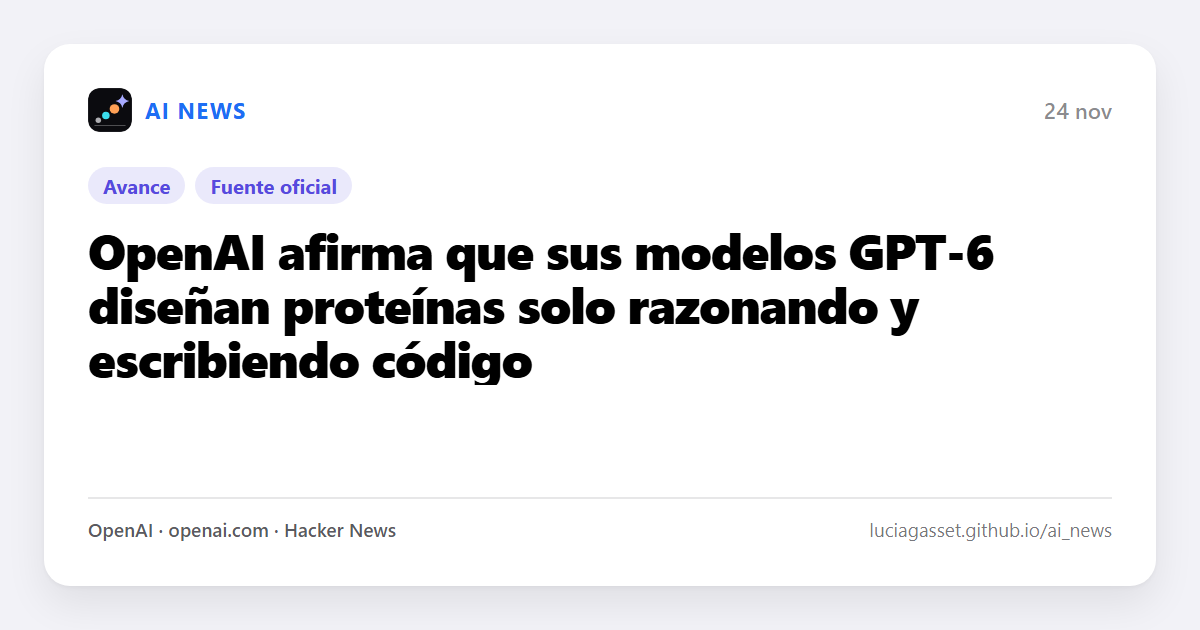 AI NEWS
24 nov
Avance
Fuente oficial
OpenAI afirma que sus modelos GPT-6
diseñan proteínas solo razonando y
escribiendo código
OpenAI · openai.com · Hacker News
luciagasset.github.io/ai_news